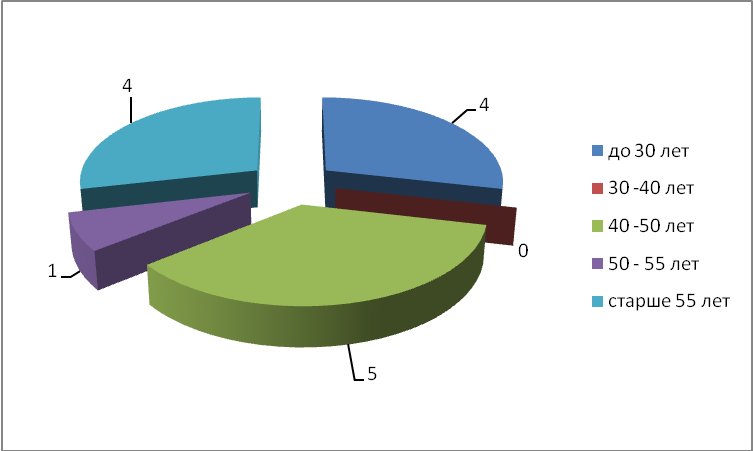 4
4
0
5
1
до 30 лет
30 -40 лет
40 -50 лет
50 - 55 лет
старше 55 лет